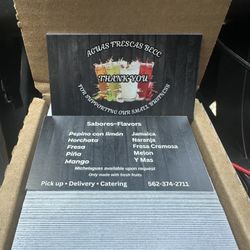 AGUAS FRESCAS BLCC
THANK YOU
FOR SUPPORTING OUR SMALL BUSINESS
Sabores-Flavors
Pepino con limón Jamaica
Horchata Naranja
Fresa Fresa Cremosa
Piña Melon
Mango Y Mas
Micheladas available upon request
Only made with fresh fruits
Pick up • Delivery • Catering 562-374-2711